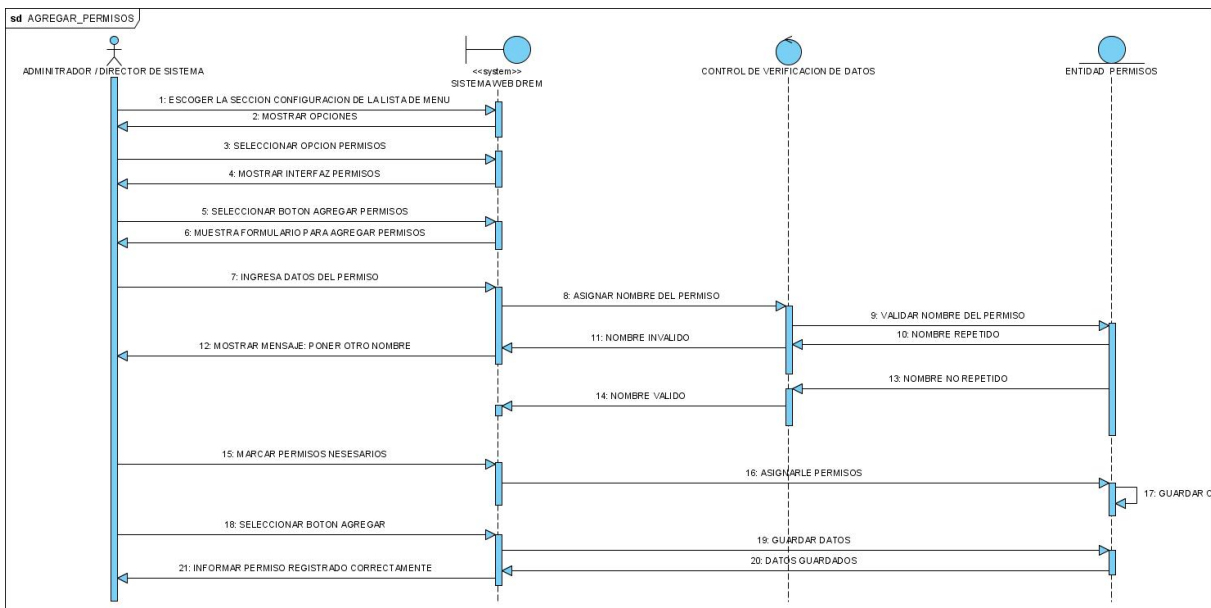 sd AGREGAR_PERMISOS
ADMINITRADOR / DIRECTOR DE SISTEMA
<<system>>
SISTEMA WEB DREM
CONTROL DE VERIFICACION DE DATOS
ENTIDAD PERMISOS
1: ESCOGER LA SECCION CONFIGURACION DE LA LISTA DE MENU
2: MOSTRAR OPCIONES
3: SELECCIONAR OPCION PERMISOS
4: MOSTRAR INTERFAZ PERMISOS
5: SELECCIONAR BOTON AGREGAR PERMISOS
6: MUESTRA FORMULARIO PARA AGREGAR PERMISOS
7: INGRESA DATOS DEL PERMISO
8: ASIGNAR NOMBRE DEL PERMISO
9: VALIDAR NOMBRE DEL PERMISO
10: NOMBRE REPETIDO
11: NOMBRE INVALIDO
12: MOSTRAR MENSAJE: PONER OTRO NOMBRE
13: NOMBRE NO REPETIDO
14: NOMBRE VALIDO
15: MARCAR PERMISOS NESESARIOS
16: ASIGNARLE PERMISOS
17: GUARDAR
18: SELECCIONAR BOTON AGREGAR
19: GUARDAR DATOS
20: DATOS GUARDADOS
21: INFORMAR PERMISO REGISTRADO CORRECTAMENTE